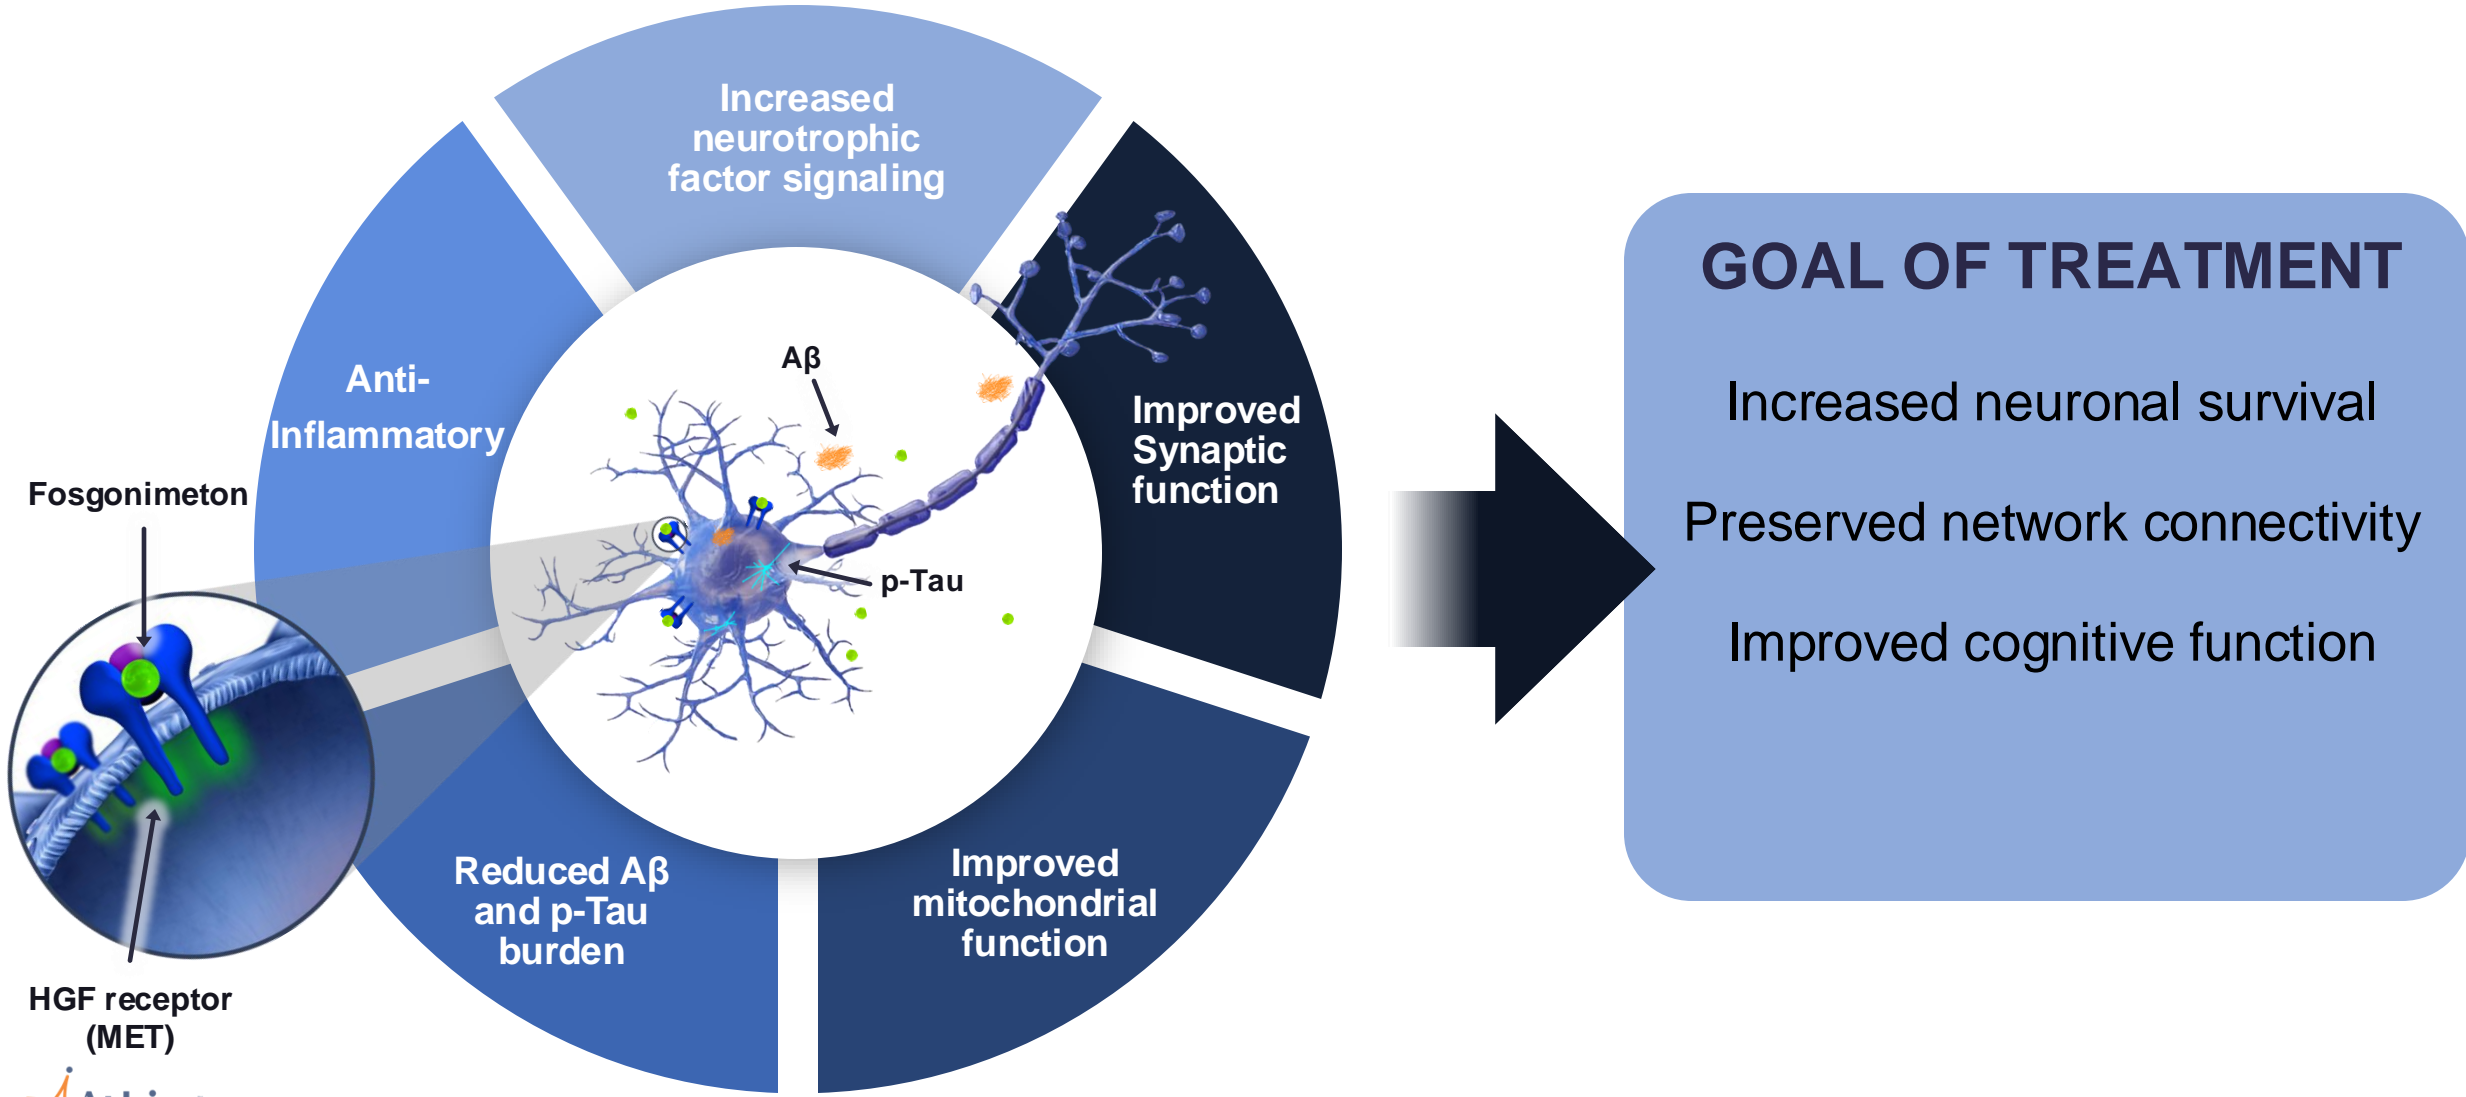 Increased
neurotrophic
factor signaling
Anti-
Inflammatory
Improved
Synaptic
function
Reduced Aβ
and p-Tau
burden
Improved
mitochondrial
function
Aβ
p-Tau
Fosgonimeton
HGF receptor
(MET)
GOAL OF TREATMENT
Increased neuronal survival
Preserved network connectivity
Improved cognitive function